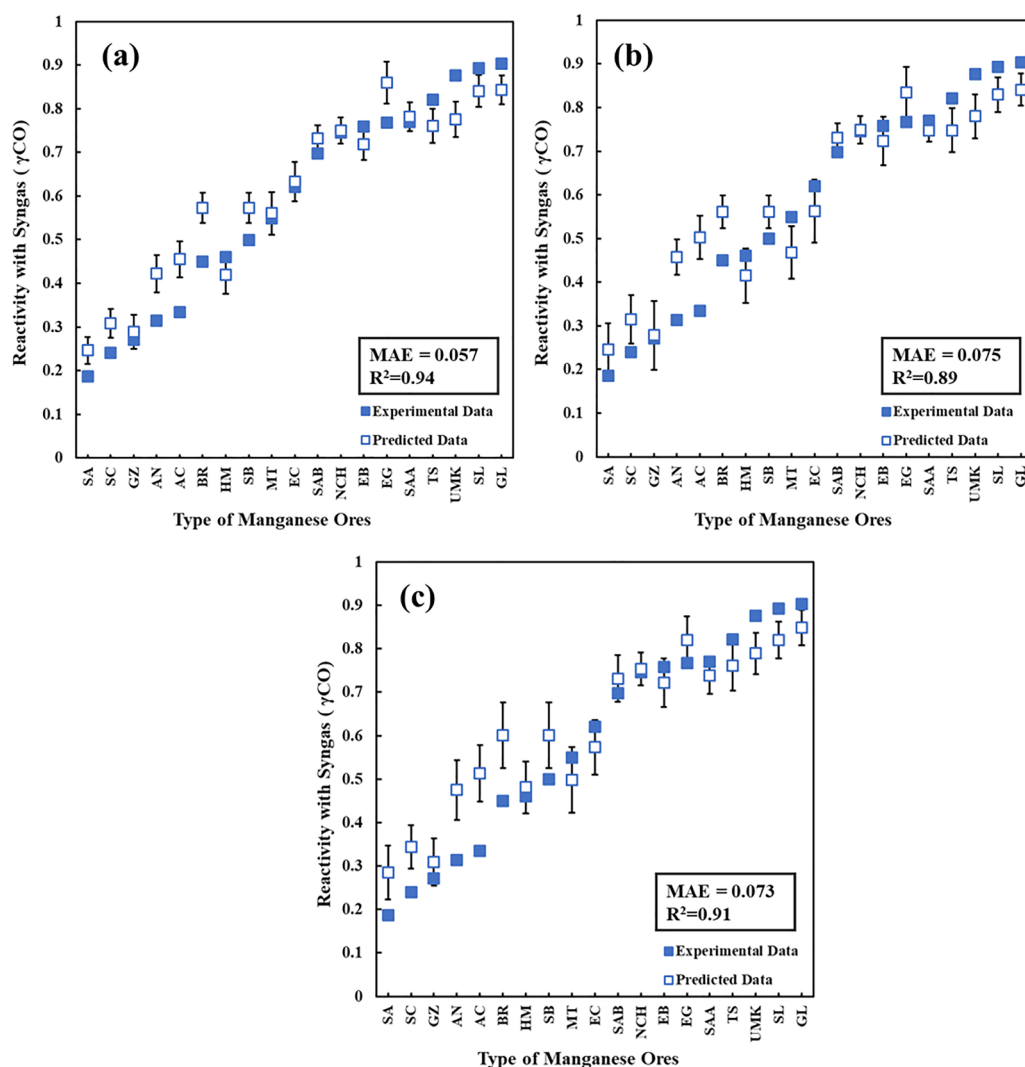 (a)
Reactivity with Syngas ( γCO)
1
0.9
0.8
0.7
0.6
0.5
0.4
0.3
0.2
0.1
0
MAE = 0.057
R²=0.94
Experimental Data
Predicted Data
SA SC GZ AN AC BR HM SB MT EC SAB NCH EB EG SAA TS UMK SL GL
Type of Manganese Ores
(b)
Reactivity with Syngas ( γCO)
1
0.9
0.8
0.7
0.6
0.5
0.4
0.3
0.2
0.1
0
MAE = 0.075
R²=0.89
Experimental Data
Predicted Data
SA SC GZ AN AC BR HM SB MT EC SAB NCH EB EG SAA TS UMK SL GL
Type of Manganese Ores
(c)
Reactivity with Syngas ( γCO)
1
0.9
0.8
0.7
0.6
0.5
0.4
0.3
0.2
0.1
0
MAE = 0.073
R²=0.91
Experimental Data
Predicted Data
SA SC GZ AN AC BR HM SB MT EC SAB NCH EB EG SAA TS UMK SL GL
Type of Manganese Ores